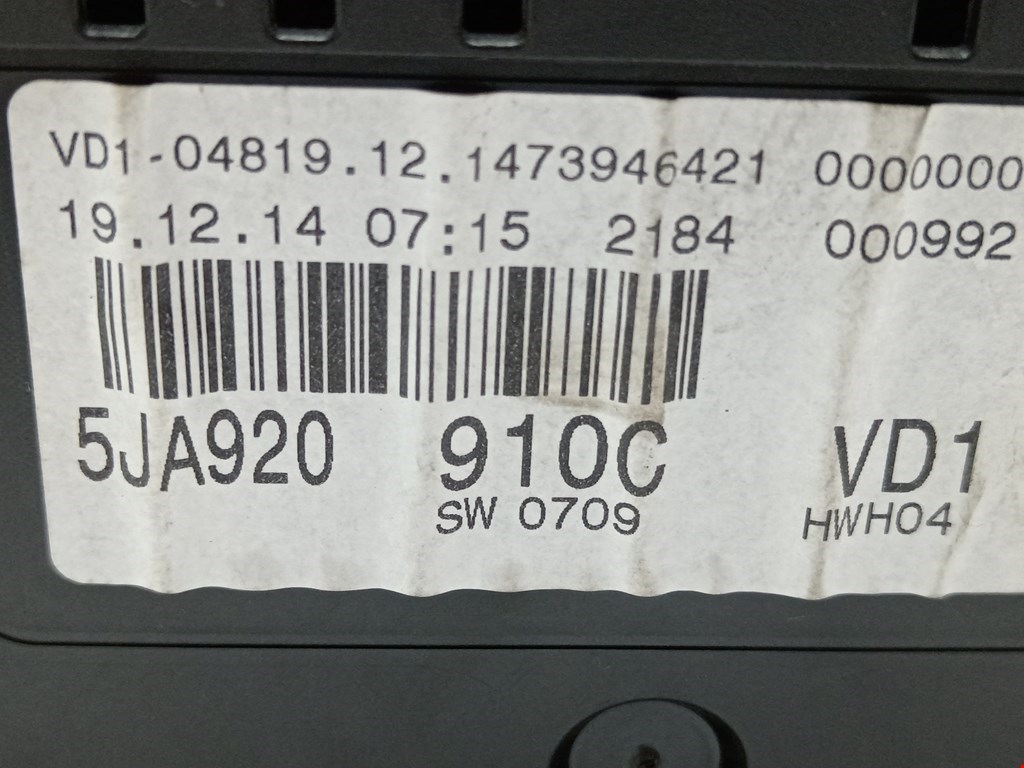 VD1-04819.12.1473946421 0000000
19.12.14 07:15 2184 000992
5JA920 910C VD1
SW 0709 HWH04